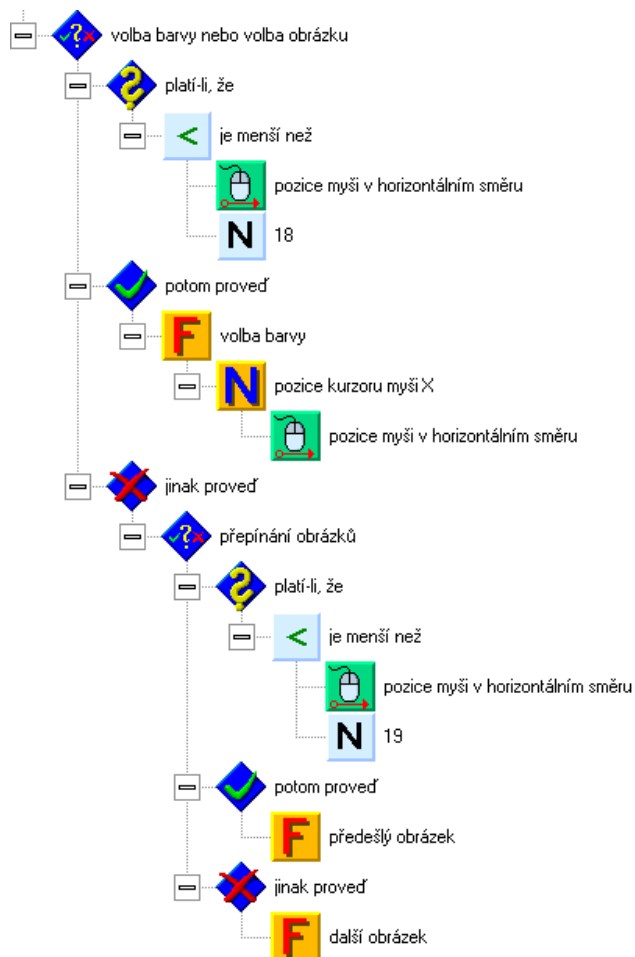 volba barvy nebo volba obrázku
platí-li, že
< je menší než
pozice myši v horizontálním směru
N 18
potom proveď
F volba barvy
N pozice kurzoru myši X
pozice myši v horizontálním směru
jinak proveď
přepínání obrázků
platí-li, že
< je menší než
pozice myši v horizontálním směru
N 19
potom proveď
F předešlý obrázek
jinak proveď
F další obrázek